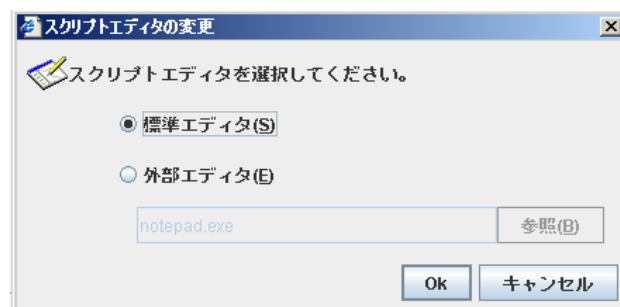 スクリプトエディタの変更
スクリプトエディタを選択してください。
標準エディタ(S)
外部エディタ(E)
notepad.exe 参照(B)
Ok キャンセル